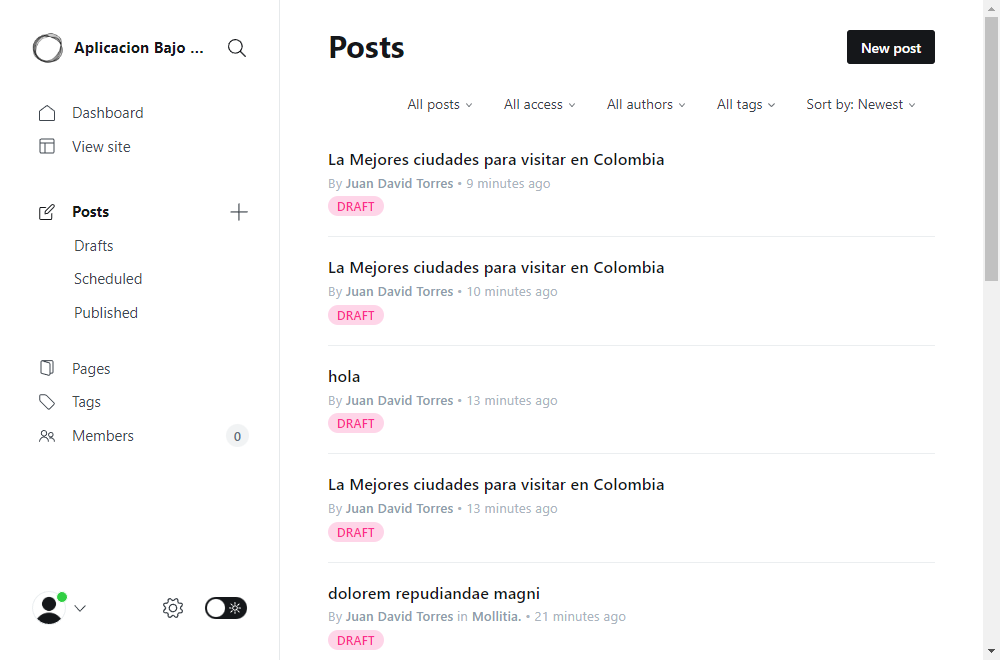 Aplicacion Bajo ...
Dashboard
View site
Posts
Drafts
Scheduled
Published
Pages
Tags
Members
0
Posts
New post
All posts
All access
All authors
All tags
Sort by: Newest
La Mejores ciudades para visitar en Colombia
By Juan David Torres • 9 minutes ago
DRAFT
La Mejores ciudades para visitar en Colombia
By Juan David Torres • 10 minutes ago
DRAFT
hola
By Juan David Torres • 13 minutes ago
DRAFT
La Mejores ciudades para visitar en Colombia
By Juan David Torres • 13 minutes ago
DRAFT
dolorem repudiandae magni
By Juan David Torres in Mollitia. • 21 minutes ago
DRAFT